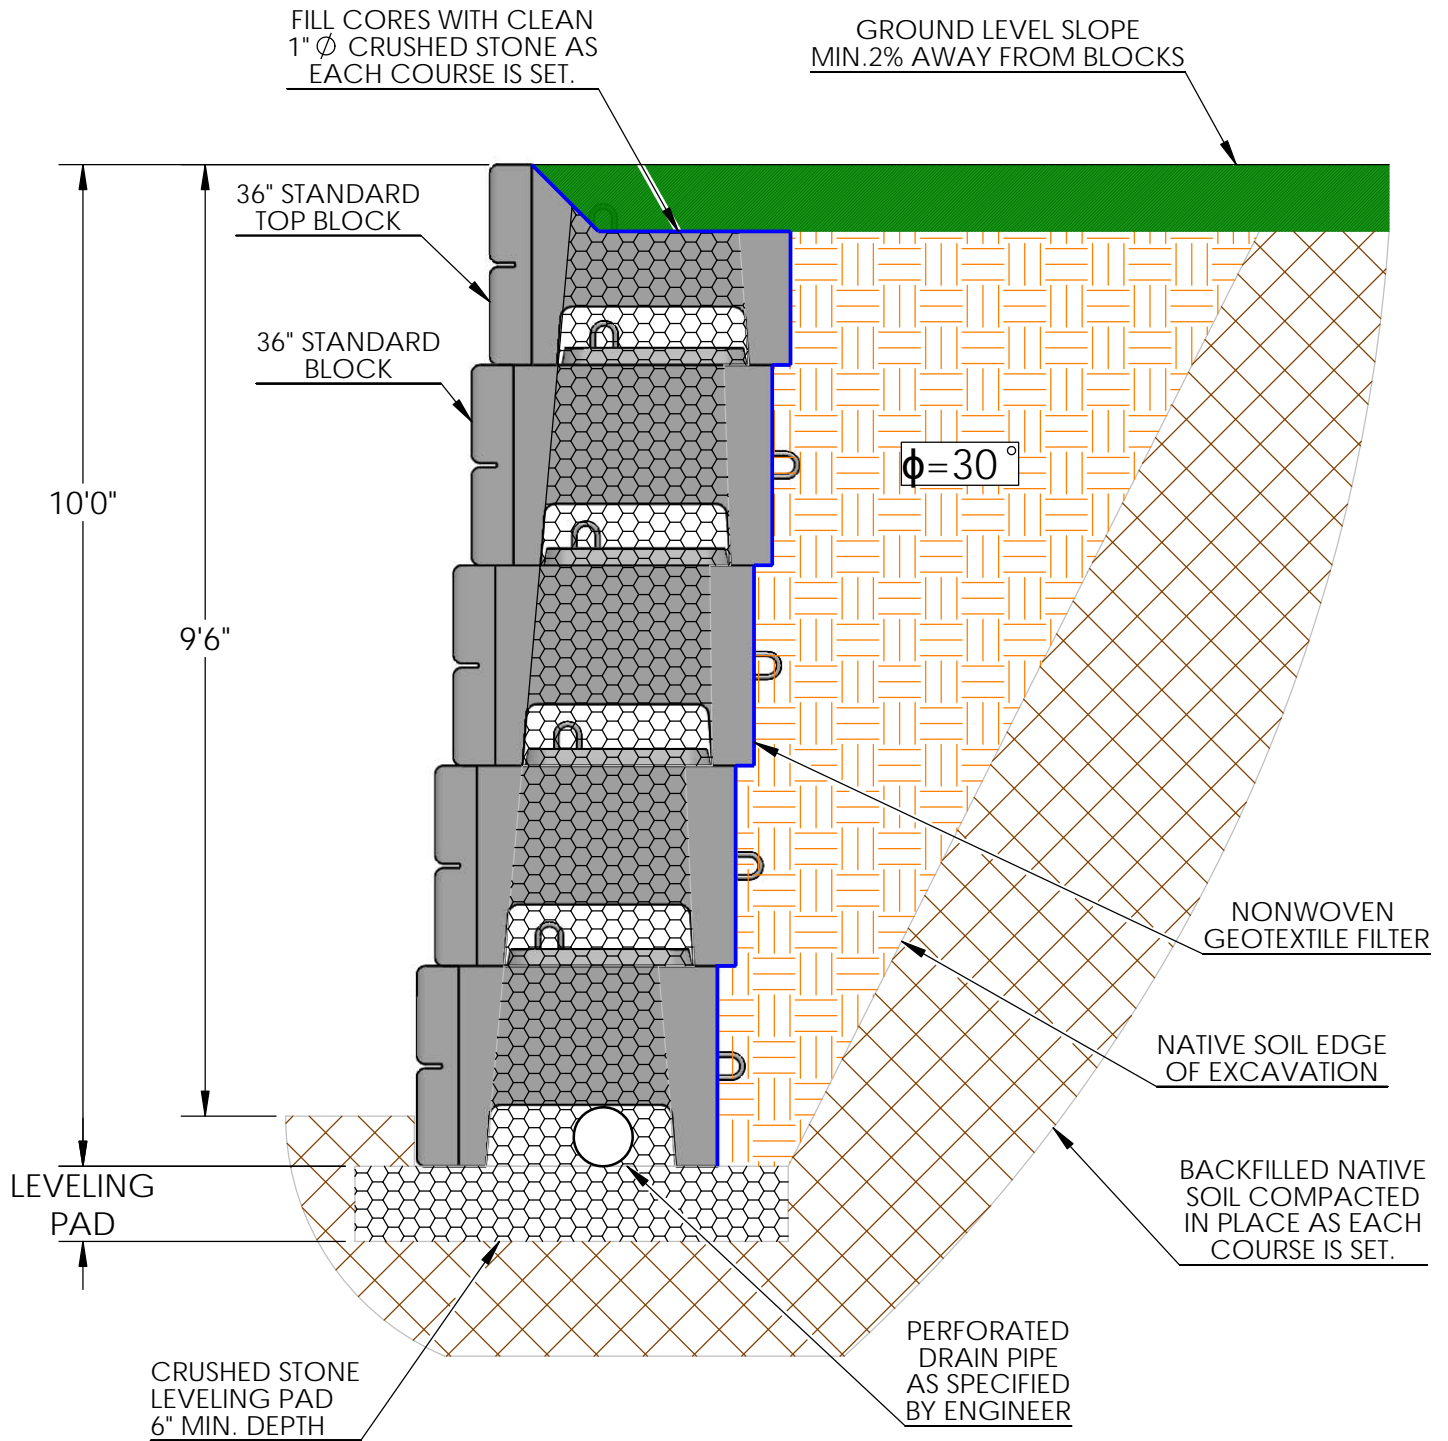 FILL CORES WITH CLEAN
1" Ø CRUSHED STONE AS
EACH COURSE IS SET.
GROUND LEVEL SLOPE
MIN.2% AWAY FROM BLOCKS
36" STANDARD
TOP BLOCK
36" STANDARD
BLOCK
10'0"
ϕ=30°
9'6"
NONWOVEN
GEOTEXTILE FILTER
NATIVE SOIL EDGE
OF EXCAVATION
LEVELING
PAD
BACKFILLED NATIVE
SOIL COMPACTED
IN PLACE AS EACH
COURSE IS SET.
PERFORATED
DRAIN PIPE
AS SPECIFIED
BY ENGINEER
CRUSHED STONE
LEVELING PAD
6" MIN. DEPTH